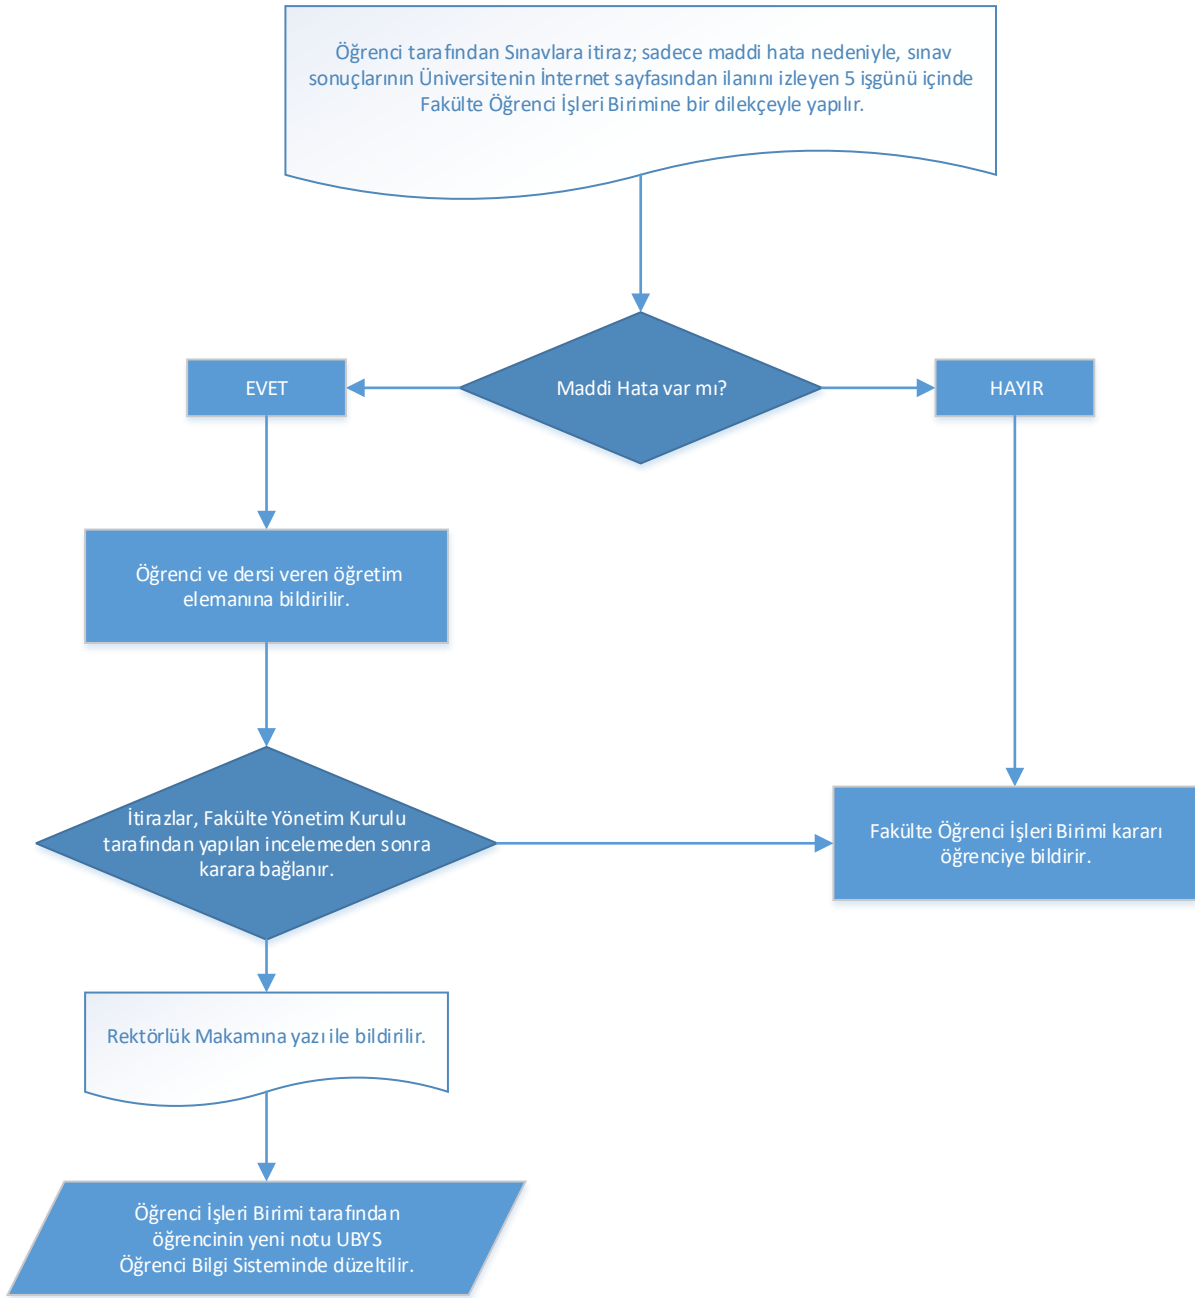 Öğrenci tarafından Sınavlara itiraz; sadece maddi hata nedeniyle, sınav
sonuçlarının Üniversitenin İnternet sayfasından ilanını izleyen 5 işgünü içinde
Fakülte Öğrenci İşleri Birimine bir dilekçeyle yapılır.
EVET
Maddi Hata var mı?
HAYIR
Öğrenci ve dersi veren öğretim
elemanına bildirilir.
İtirazlar, Fakülte Yönetim Kurulu
tarafından yapılan incelemeden sonra
karara bağlanır.
Fakülte Öğrenci İşleri Birimi kararı
öğrenciye bildirir.
Rektörlük Makamına yazı ile bildirilir.
Öğrenci İşleri Birimi tarafından
öğrencinin yeni notu UBYS
Öğrenci Bilgi Sisteminde düzeltilir.